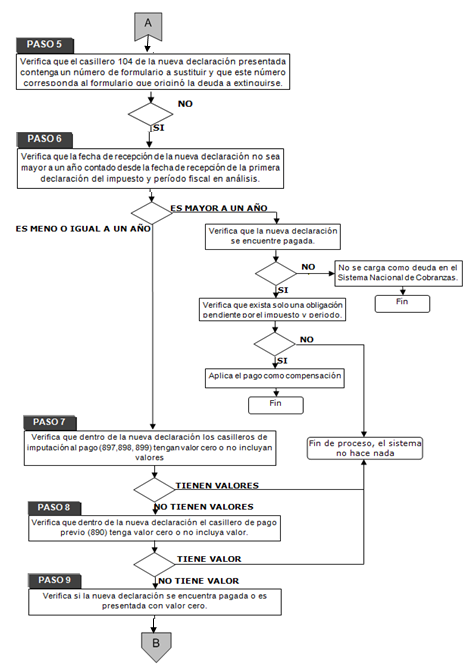 A
PASO 5
Verifica que el casillero 104 de la nueva declaración presentada
contenga un número de formulario a sustituir y que este número
corresponda al formulario que originó la deuda a extinguirse.
NO
SI
PASO 6
Verifica que la fecha de recepción de la nueva declaración no sea
mayor a un año contado desde la fecha de recepción de la primera
declaración del impuesto y período fiscal en análisis.
ES MAYOR A UN AÑO
ES MENO O IGUAL A UN AÑO
Verifica que la nueva declaración
se encuentre pagada.
NO
No se carga como deuda en el
Sistema Nacional de Cobranzas.
SI
Fin
Verifica que exista solo una obligación
pendiente por el impuesto y periodo.
NO
SI
Aplica el pago como compensación
Fin
PASO 7
Verifica que dentro de la nueva declaración los casilleros de
imputación al pago (897,898, 899) tengan valor cero o no incluyan
valores
Fin de proceso, el sistema
no hace nada
TIENEN VALORES
NO TIENEN VALORES
PASO 8
Verifica que dentro de la nueva declaración el casillero de pago
previo (890) tenga valor cero o no incluya valor.
TIENE VALOR
NO TIENE VALOR
PASO 9
Verifica si la nueva declaración se encuentra pagada o es
presentada con valor cero.
B